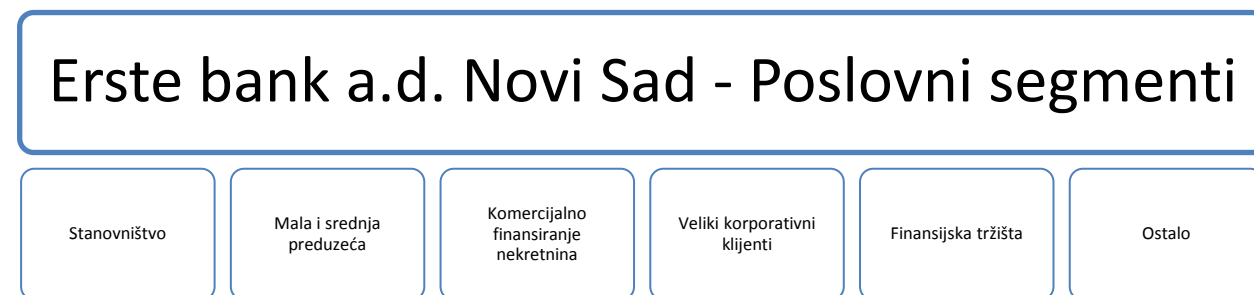 Erste bank a.d. Novi Sad - Poslovni segmenti
Stanovništvo
Mala i srednja
preduzeća
Komercijalno
finansiranje
nekretnina
Veliki korporativni
klijenti
Finansijska tržišta
Ostalo